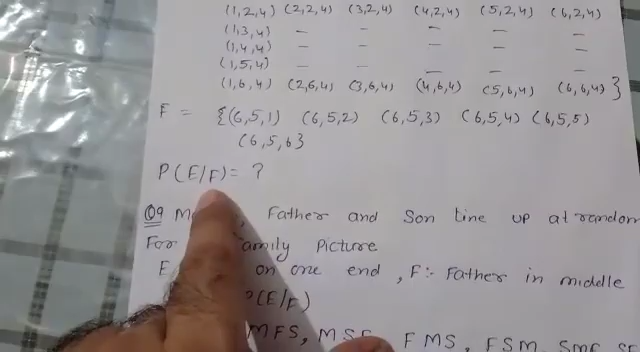 (1,2,4) (2,2,4) (3,2,4) (4,2,4) (5,2,4) (6,2,4)
(1,3,4) — — — — —
(1,4,4) — — — — —
(1,5,4) — — — — —
(1,6,4) (2,6,4) (3,6,4) (4,6,4) (5,6,4) (6,6,4) }
F = {(6,5,1) (6,5,2) (6,5,3) (6,5,4) (6,5,5)
(6,5,6}
P(E/F) = ?
Q9 Father and Son line up at random
For Family Picture
E on one end, F:- Father in middle
P(E/F)
MFS, FMS, FSM, SMF,